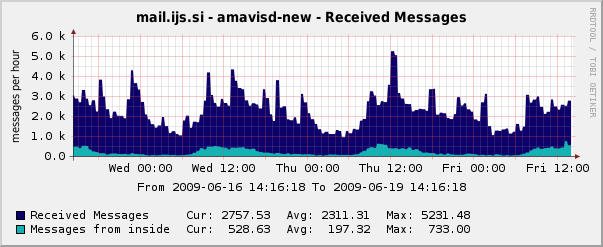 mail.ijs.si - amavisd-new - Received Messages
RRDTOOL / TOBI OETIKER
messages per hour
6.0 k
5.0 k
4.0 k
3.0 k
2.0 k
1.0 k
0.0
Wed 00:00 Wed 12:00 Thu 00:00 Thu 12:00 Fri 00:00 Fri 12:00
From 2009-06-16 14:16:18 To 2009-06-19 14:16:18
Received Messages Cur: 2757.53 Avg: 2311.31 Max: 5231.48
Messages from inside Cur: 528.63 Avg: 197.32 Max: 733.00